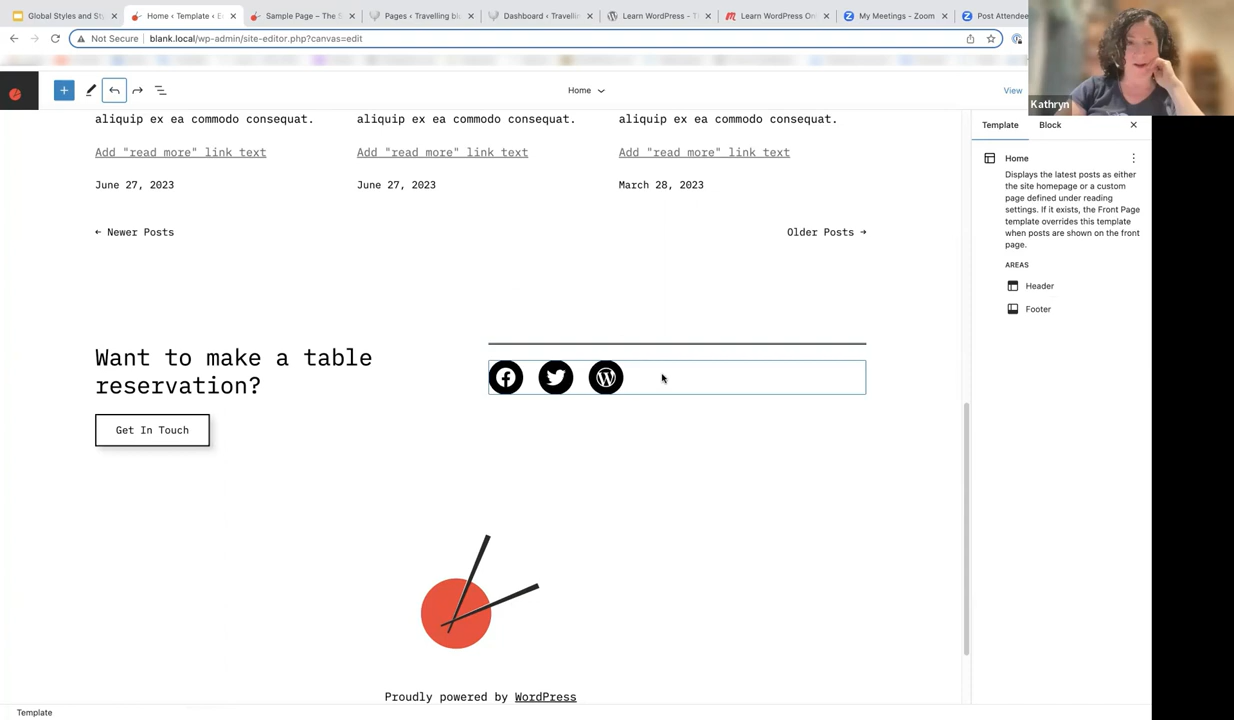 Global Styles and Sty
Home ‹ Template ‹ E
Sample Page – The S
Pages ‹ Travelling bl
Dashboard ‹ Travellin
Learn WordPress – T
Learn WordPress On
My Meetings - Zoom
Post Attendee
Not Secure | blank.local/wp-admin/site-editor.php?canvas=edit
Home
View
Kathryn
aliquip ex ea commodo consequat.
aliquip ex ea commodo consequat.
aliquip ex ea commodo consequat.
Add "read more" link text
Add "read more" link text
Add "read more" link text
June 27, 2023
June 27, 2023
March 28, 2023
← Newer Posts
Older Posts →
Want to make a table
reservation?
Get In Touch
Proudly powered by WordPress
Template
Block
Home
Displays the latest posts as either
the site homepage or a custom
page defined under reading
settings. If it exists, the Front Page
template overrides this template
when posts are shown on the front
page.
AREAS
Header
Footer
Template